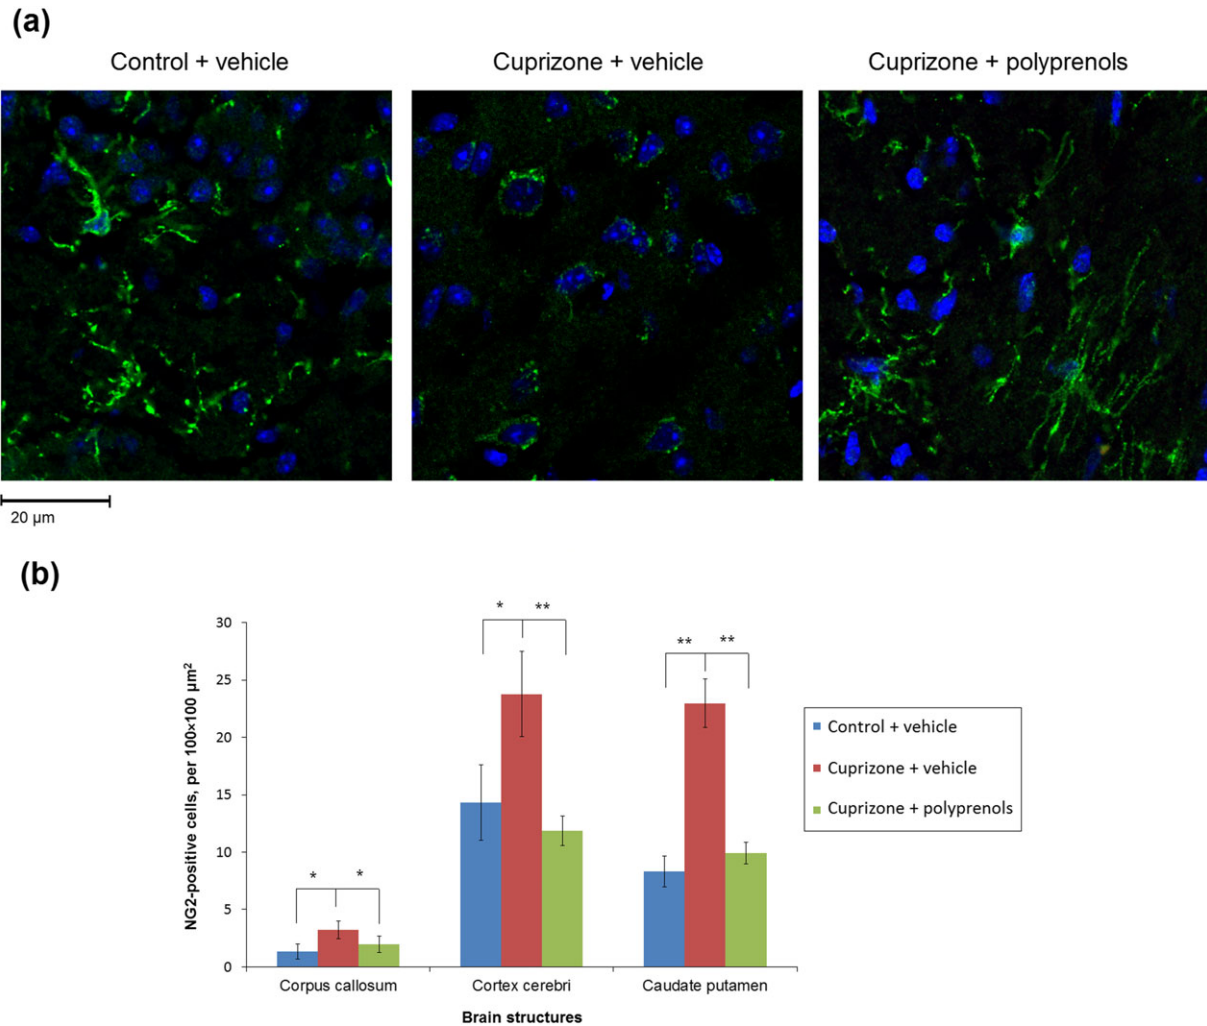 (a)
Control + vehicle
Cuprizone + vehicle
Cuprizone + polyprenols
20 µm
(b)
NG2-positive cells, per 100×100 µm²
30
25
20
15
10
5
0
* *
* **
** **
Corpus callosum
Cortex cerebri
Caudate putamen
Brain structures
Control + vehicle
Cuprizone + vehicle
Cuprizone + polyprenols